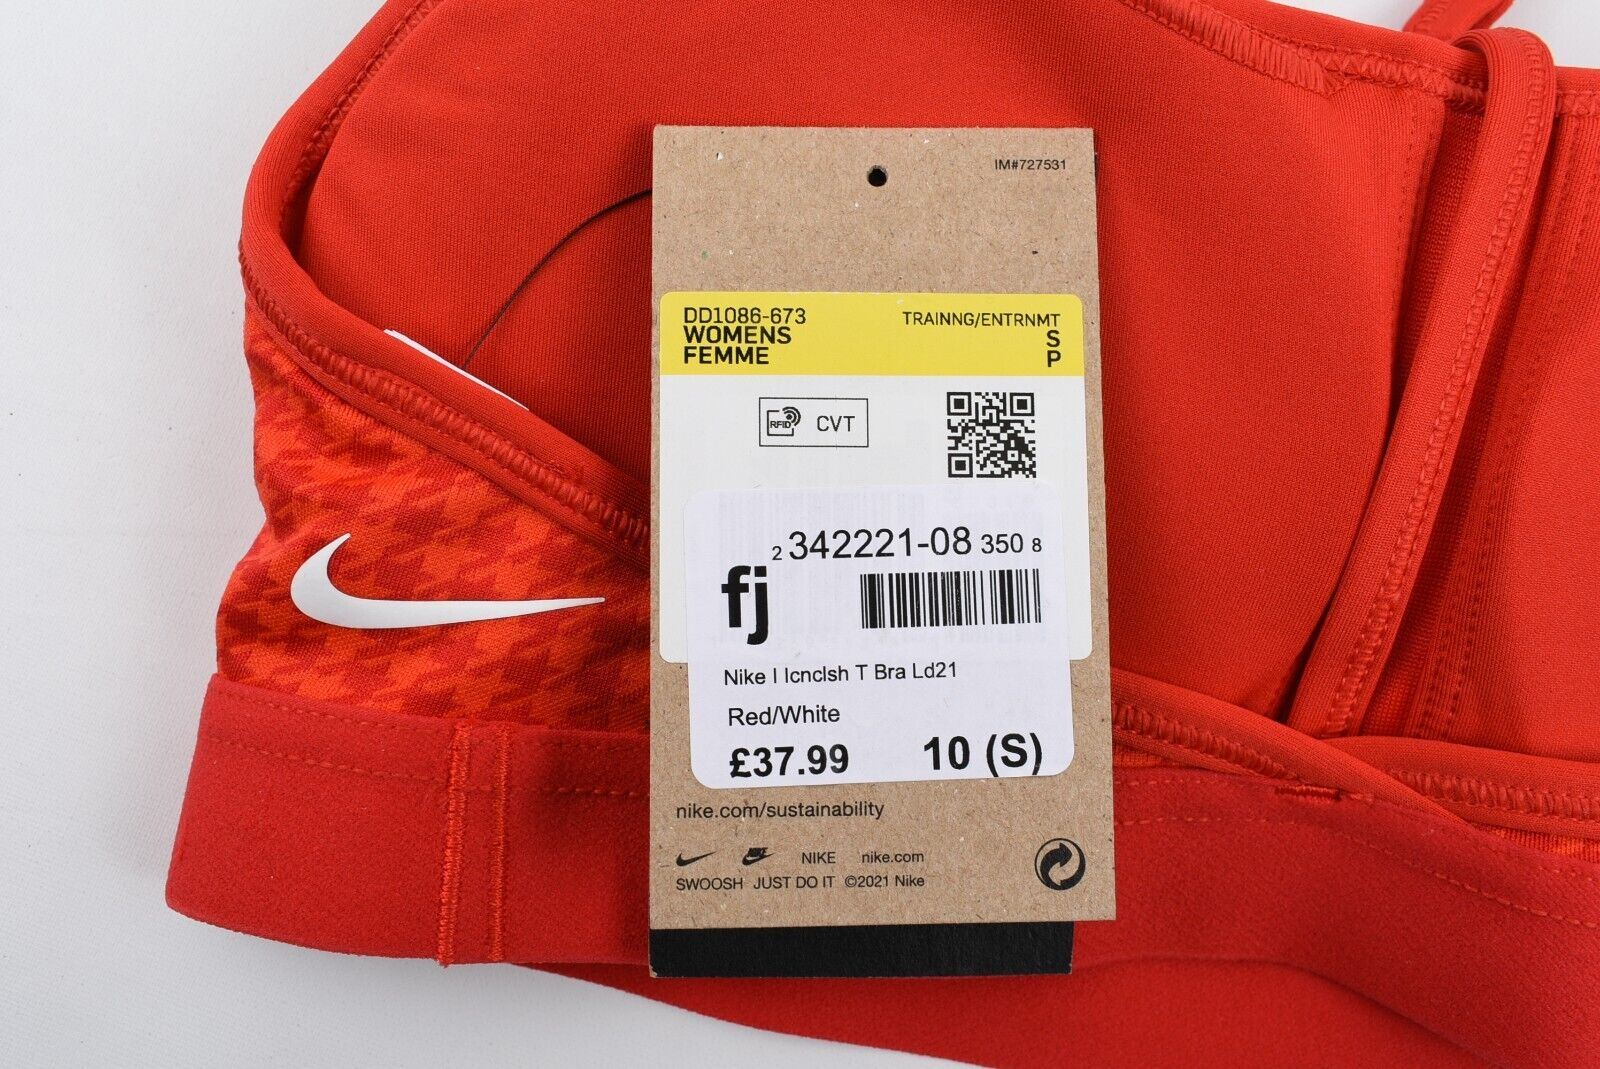 IM#727531
DD1086-673 TRAINNG/ENTRNMT
WOMENS S
FEMME P
RFID CVT
2 342221-08 350 8
fj
Nike I Icnclsh T Bra Ld21
Red/White
£37.99 10 (S)
nike.com/sustainability
NIKE NIKE nike.com
SWOOSH JUST DO IT ©2021 Nike